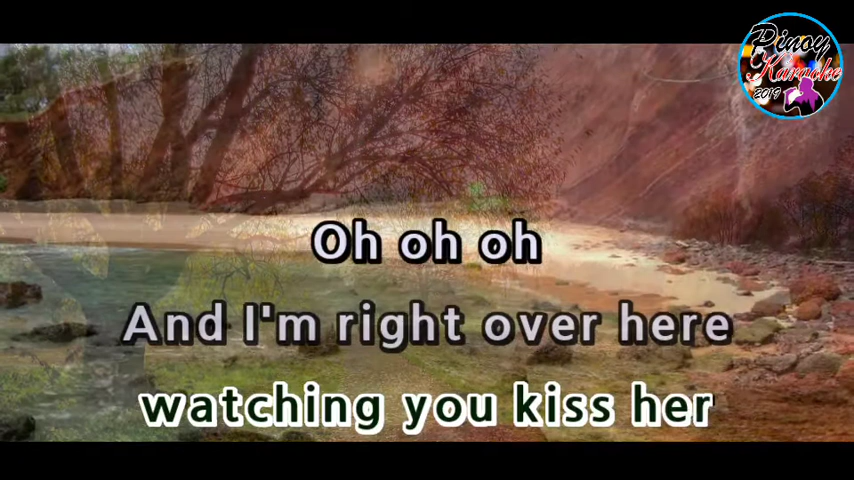 Pinoy
Karaoke
2019
Oh oh oh
And I'm right over here
watching you kiss her